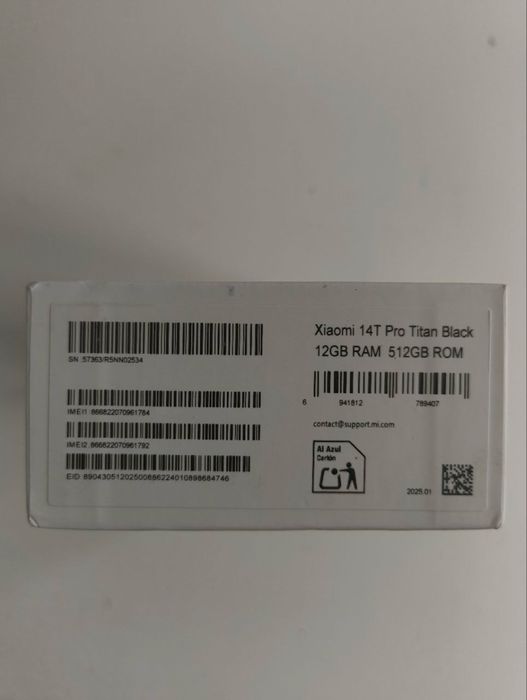 Xiaomi 14T Pro Titan Black
12GB RAM 512GB ROM
SN :57363/R5NN02534
6 941812 789407
IMEI1 :866822070961784
IMEI2 :866822070961792
contact@support.mi.com
EID: 89043051202500886224010898684746
Al Azul
Cartón
2025.01